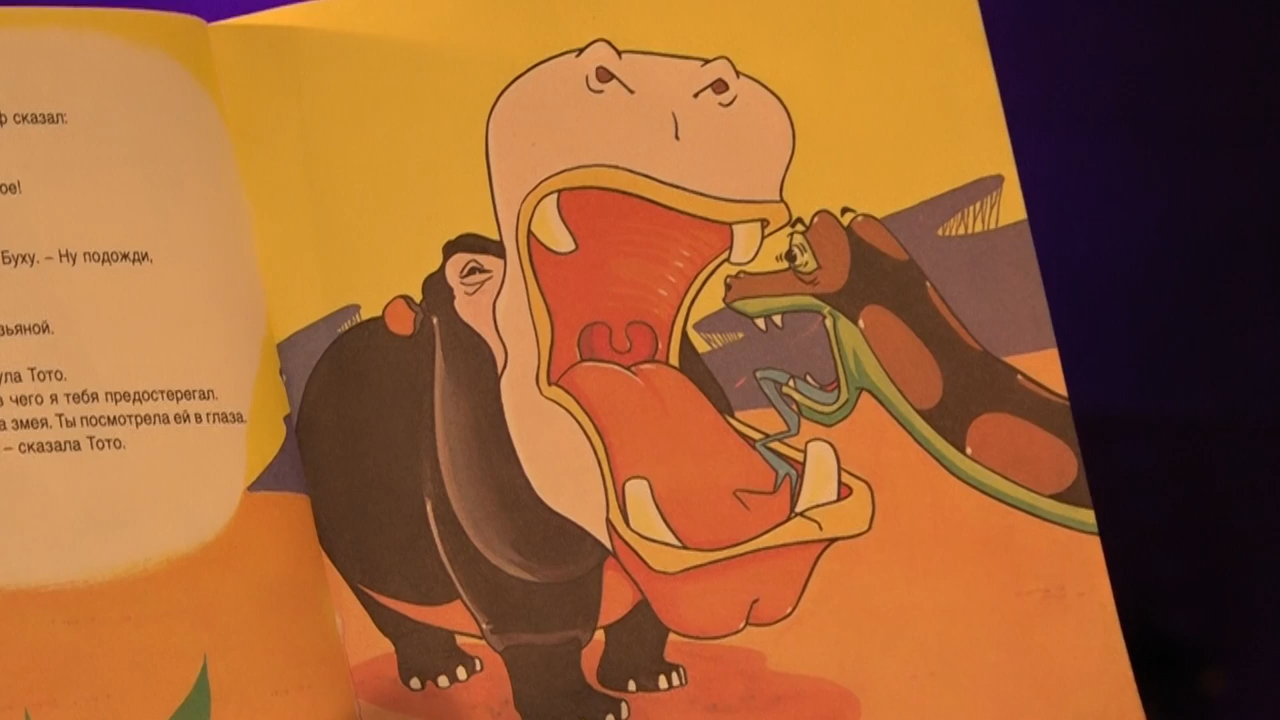 ф сказал:
ое!
Буху. – Ну подожди,
зьяной.
ула Тото.
в чего я тебя предостерегал.
а змея. Ты посмотрела ей в глаза.
– сказала Тото.